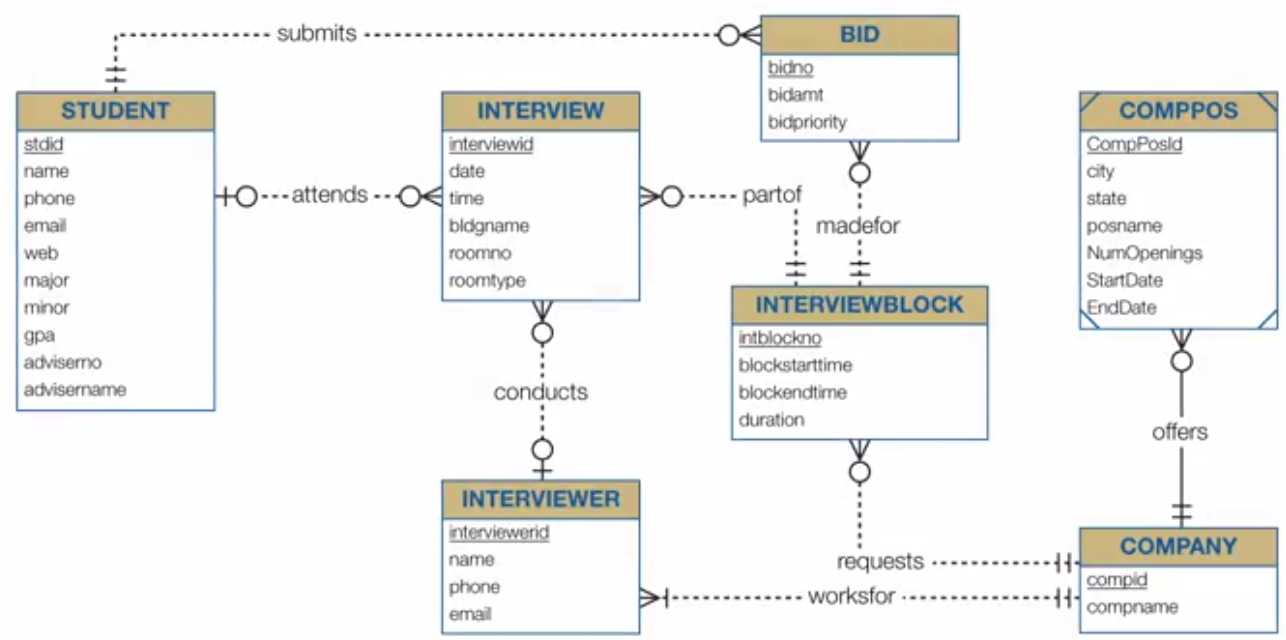 submits
BID
bidno
bidamt
bidpriority
STUDENT
stdid
name
phone
email
web
major
minor
gpa
adviserno
advisername
attends
INTERVIEW
interviewid
date
time
bldgname
roomno
roomtype
partof
madefor
COMPPOS
CompPosId
city
state
posname
NumOpenings
StartDate
EndDate
INTERVIEWBLOCK
intblockno
blockstarttime
blockendtime
duration
conducts
offers
INTERVIEWER
interviewerid
name
phone
email
requests
worksfor
COMPANY
compid
compname